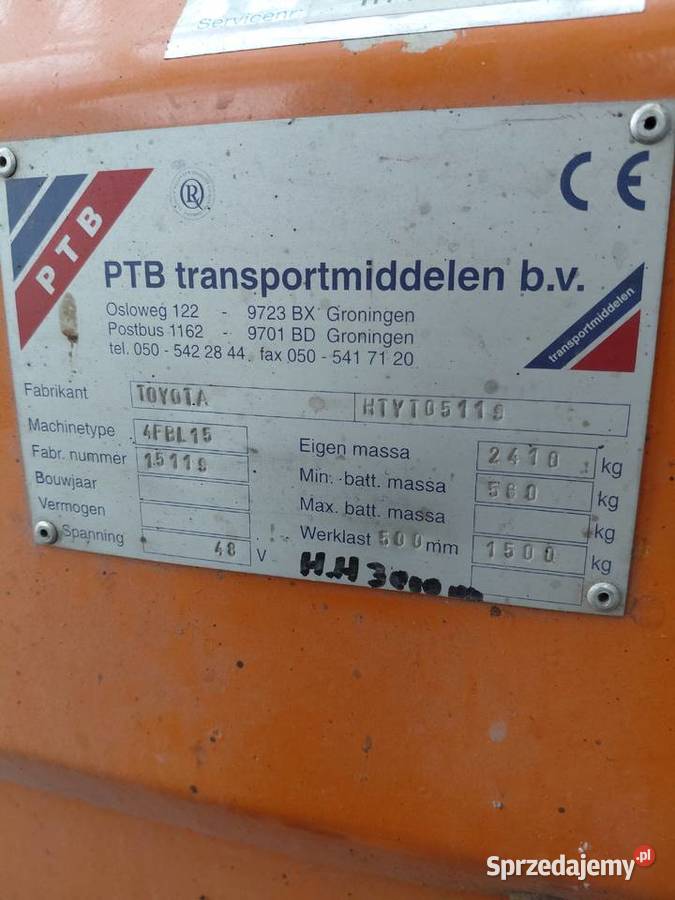 Servicenr.
CE
PTB
R
PTB transportmiddelen b.v.
Osloweg 122 - 9723 BX Groningen
Postbus 1162 - 9701 BD Groningen
tel. 050 - 542 28 44 fax 050 - 541 71 20
transportmiddelen
Fabrikant TOYOTA HTYT05119
Machinetype 4FBL15
Fabr. nummer 15119
Bouwjaar
Vermogen
Spanning 48 V
Eigen massa 2410 kg
Min. batt. massa 560 kg
Max. batt. massa kg
Werklast 500 mm 1500 kg
HH 3000 m
Sprzedajemy.pl